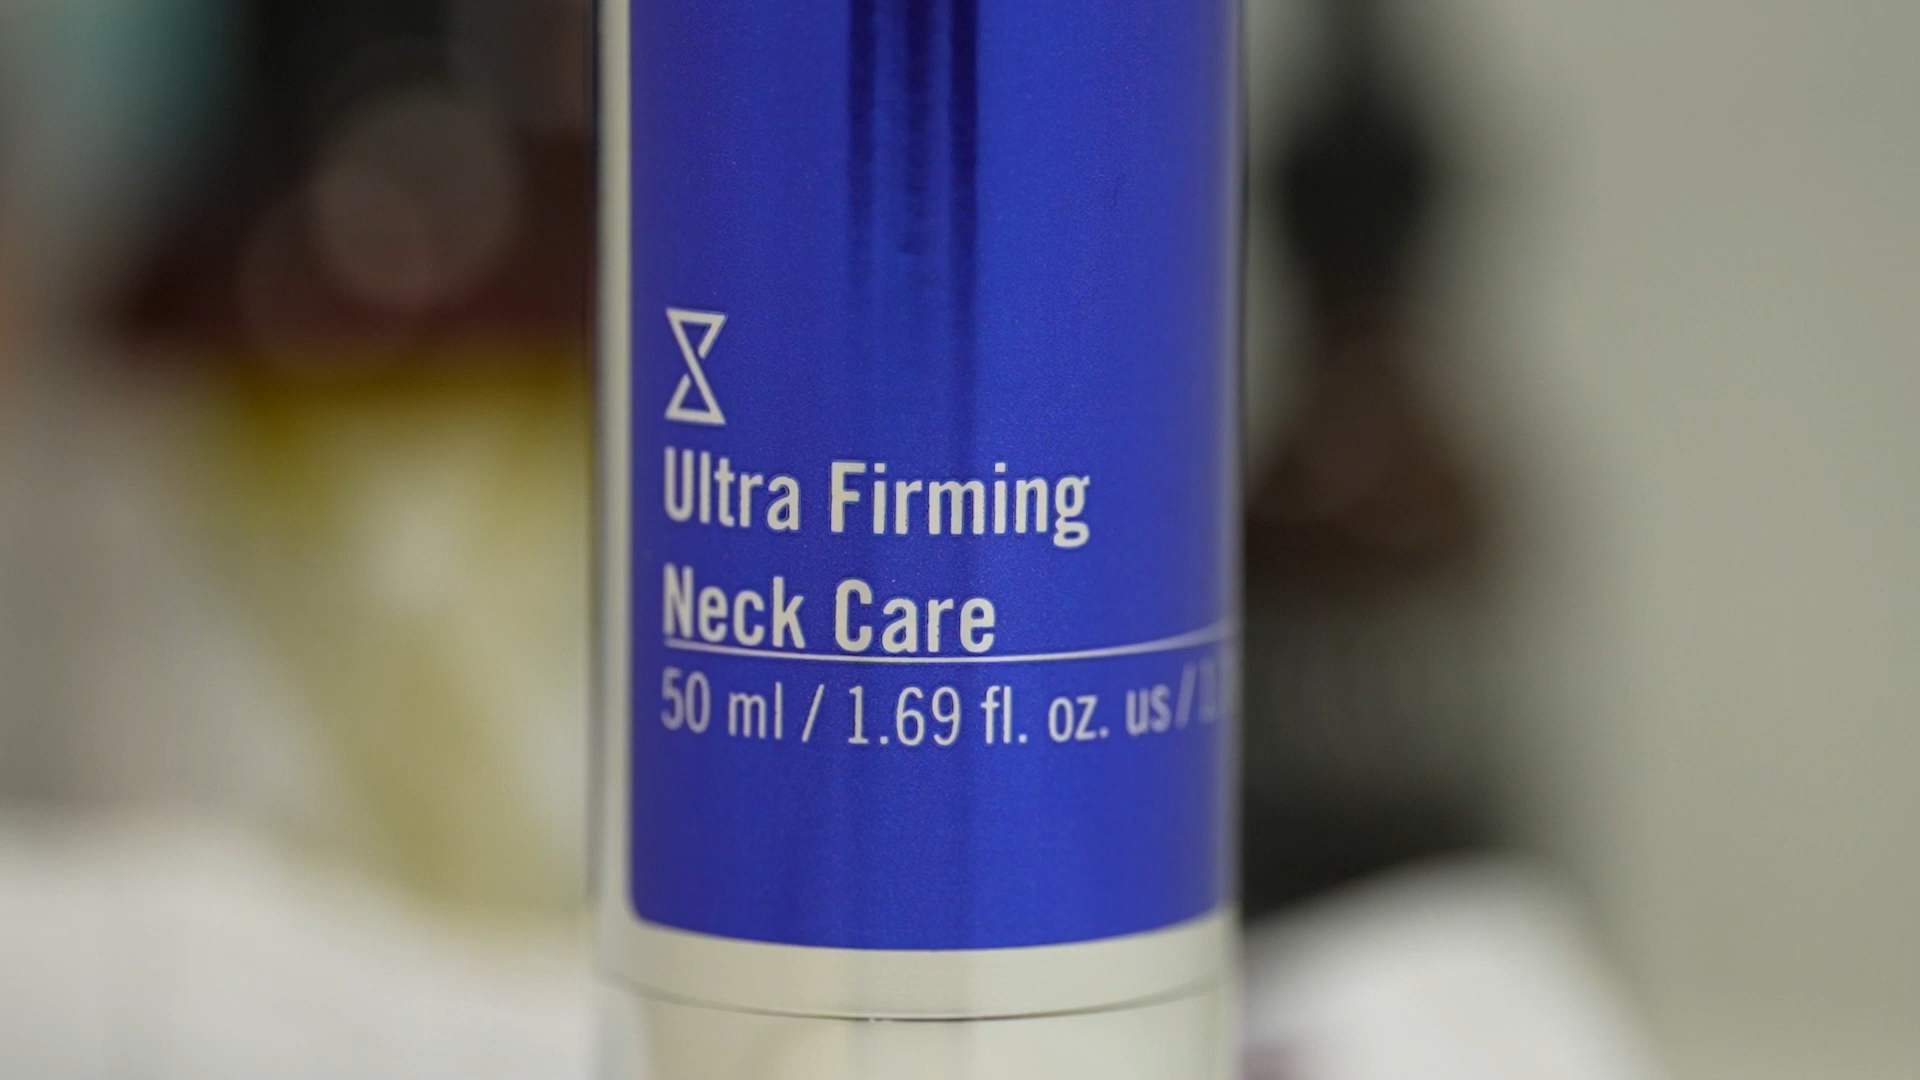 Ultra Firming
Neck Care
50 ml / 1.69 fl. oz. us /